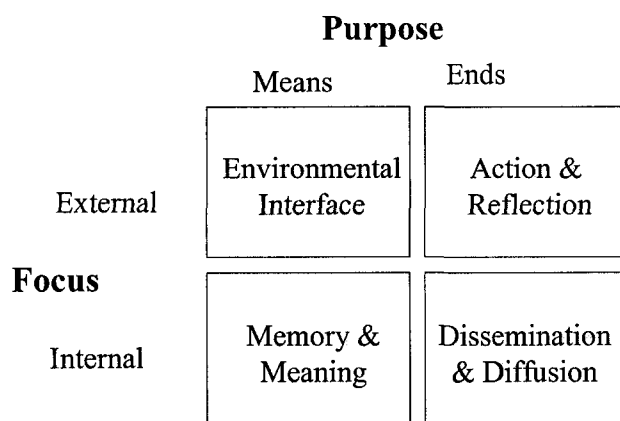 Purpose
Means Ends
Environmental Interface
Action & Reflection
External
Focus
Memory & Meaning
Dissemination & Diffusion
Internal